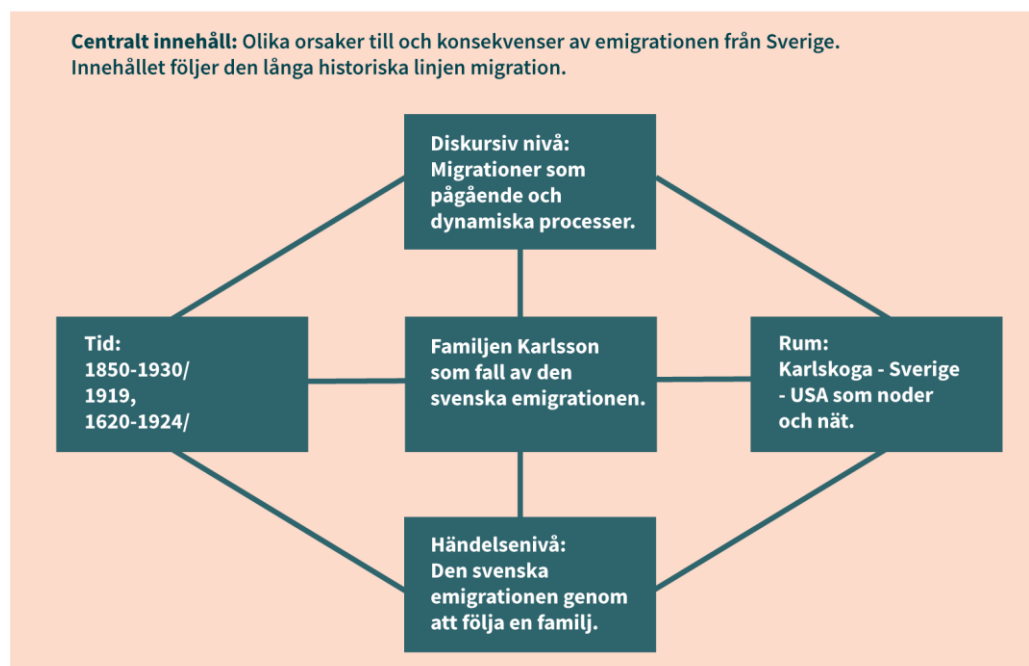 Centralt innehåll: Olika orsaker till och konsekvenser av emigrationen från Sverige.
Innehållet följer den långa historiska linjen migration.
Diskursiv nivå:
Migrationer som
pågående och
dynamiska processer.
Tid:
1850-1930/
1919,
1620-1924/
Familjen Karlsson
som fall av den
svenska emigrationen.
Rum:
Karlskoga - Sverige
- USA som noder
och nät.
Händelsenivå:
Den svenska
emigrationen genom
att följa en familj.